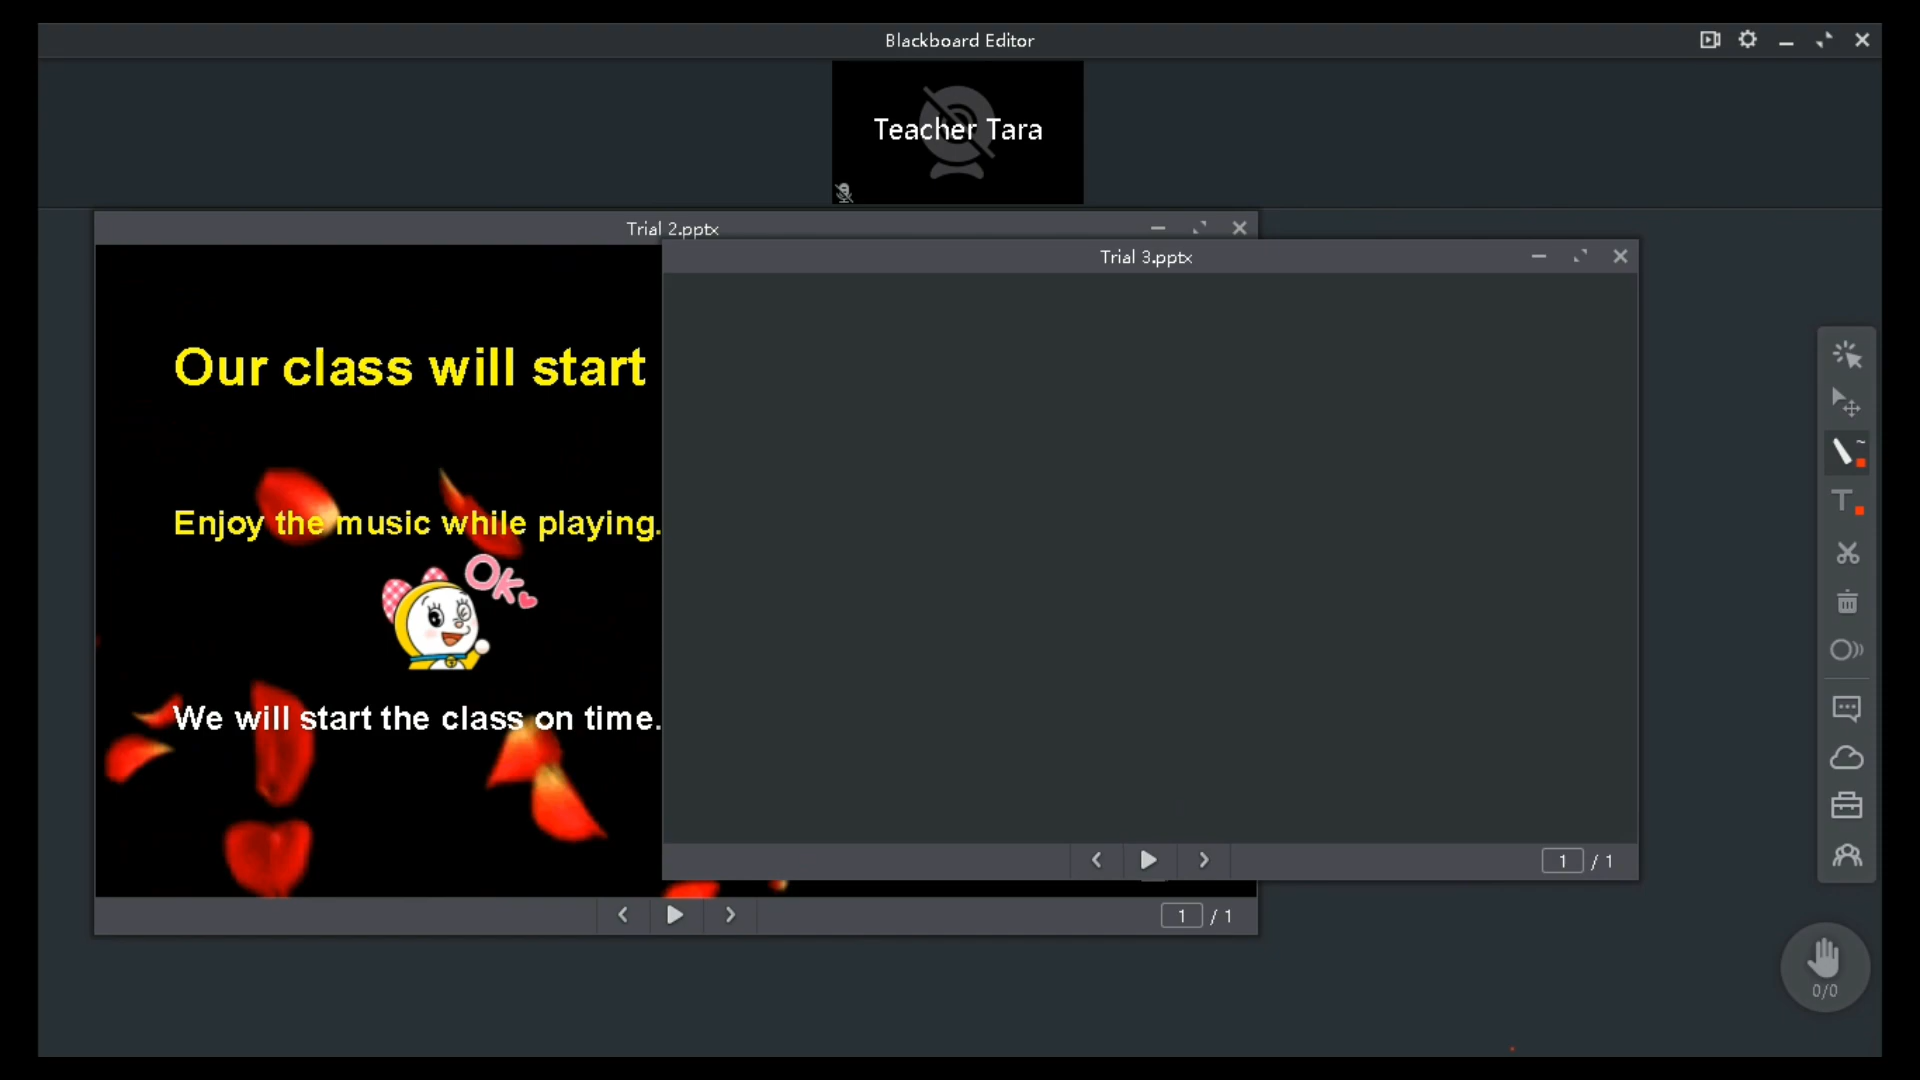 Blackboard Editor
Teacher Tara
Trial 2.pptx
Trial 3.pptx
Our class will start
Enjoy the music while playing.
OK
We will start the class on time.
1 / 1
1 / 1
T
0/0